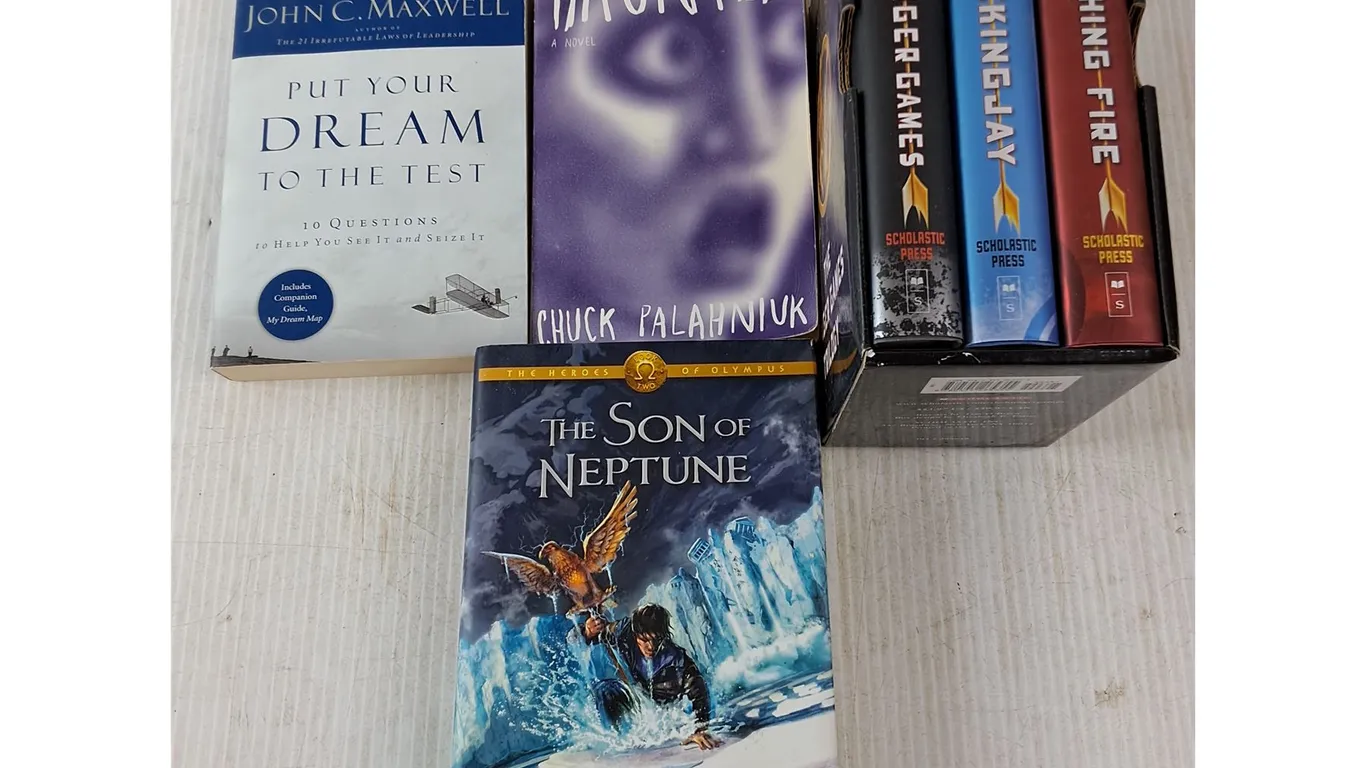 JOHN C. MAXWELL
AUTHOR OF
THE 21 IRREFUTABLE LAWS OF LEADERSHIP
PUT YOUR
DREAM
TO THE TEST
10 QUESTIONS
to HELP YOU SEE IT and SEIZE IT
Includes
Companion
Guide,
My Dream Map
A NOVEL
CHUCK PALAHNIUK
GER GAMES
SCHOLASTIC
PRESS
S
KINGJAY
SCHOLASTIC
PRESS
S
HING FIRE
SCHOLASTIC
PRESS
S
THE HEROES OF OLYMPUS
TWO
THE SON OF
NEPTUNE